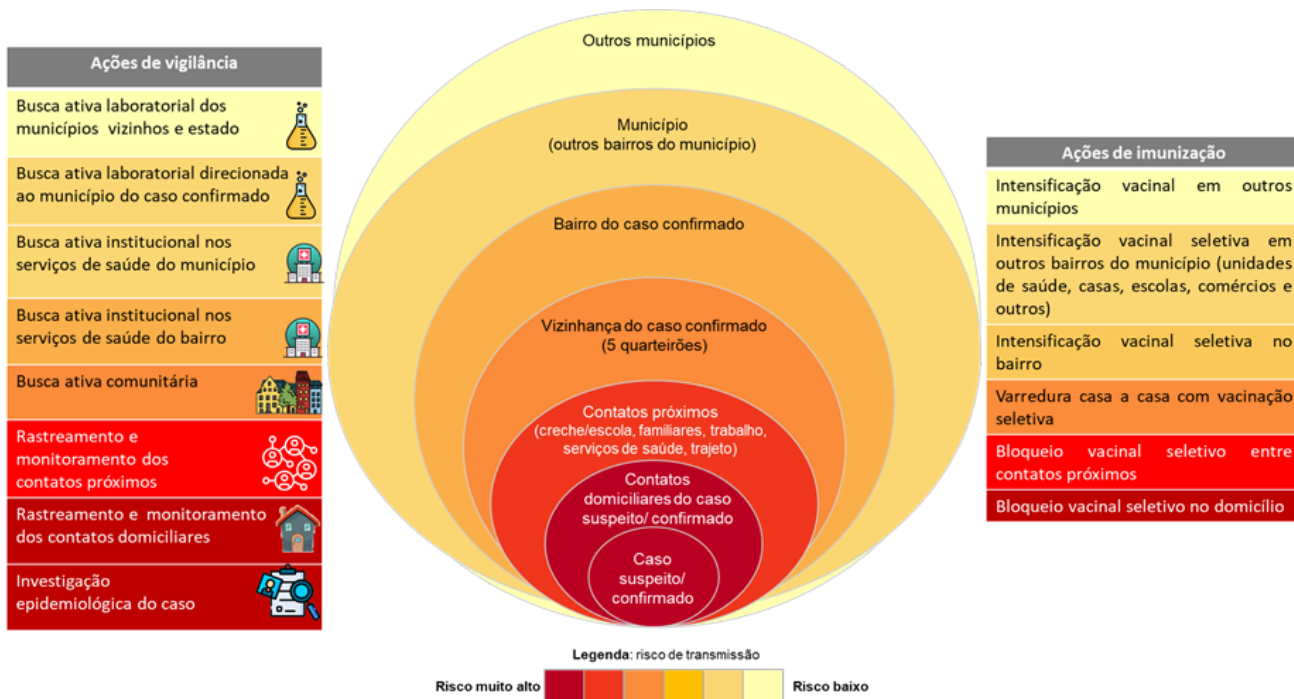 Ações de vigilância
Busca ativa laboratorial dos
municípios vizinhos e estado
Busca ativa laboratorial direcionada
ao município do caso confirmado
Busca ativa institucional nos
serviços de saúde do município
Busca ativa institucional nos
serviços de saúde do bairro
Busca ativa comunitária
Rastreamento e
monitoramento dos
contatos próximos
Rastreamento e monitoramento
dos contatos domiciliares
Investigação
epidemiológica do caso
Outros municípios
Município
(outros bairros do município)
Bairro do caso confirmado
Vizinhança do caso confirmado
(5 quarteirões)
Contatos próximos
(creche/escola, familiares, trabalho,
serviços de saúde, trajeto)
Contatos
domiciliares do caso
suspeito/ confirmado
Caso
suspeito/
confirmado
Ações de imunização
Intensificação vacinal em outros
municípios
Intensificação vacinal seletiva em
outros bairros do município (unidades
de saúde, casas, escolas, comércios e
outros)
Intensificação vacinal seletiva no
bairro
Varredura casa a casa com vacinação
seletiva
Bloqueio vacinal seletivo entre
contatos próximos
Bloqueio vacinal seletivo no domicílio
Legenda: risco de transmissão
Risco muito alto
Risco baixo